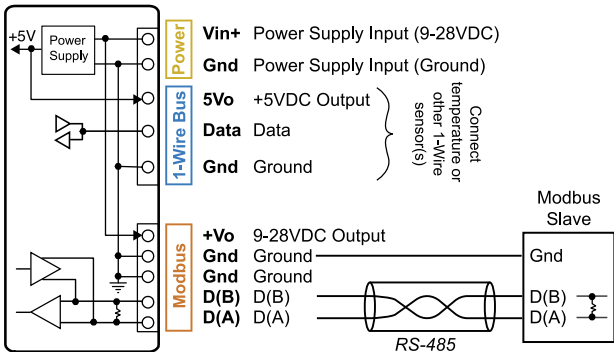 +5V
Power
Supply
Power
Vin+ Power Supply Input (9-28VDC)
Gnd Power Supply Input (Ground)
1-Wire Bus
5Vo +5VDC Output
Data Data
Gnd Ground
Connect
temperature or
other 1-Wire
sensor(s)
Modbus
+Vo 9-28VDC Output
Gnd Ground
Gnd Ground
D(B) D(B)
D(A) D(A)
RS-485
Modbus
Slave
Gnd
D(B)
D(A)